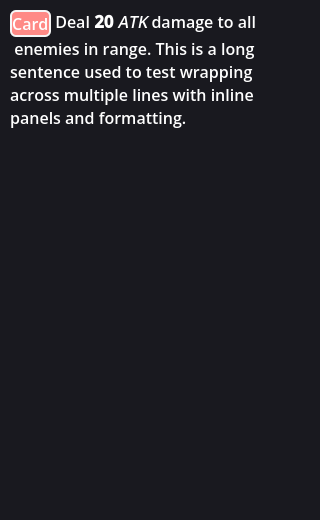 Card Deal 20 ATK damage to all
enemies in range. This is a long
sentence used to test wrapping
across multiple lines with inline
panels and formatting.